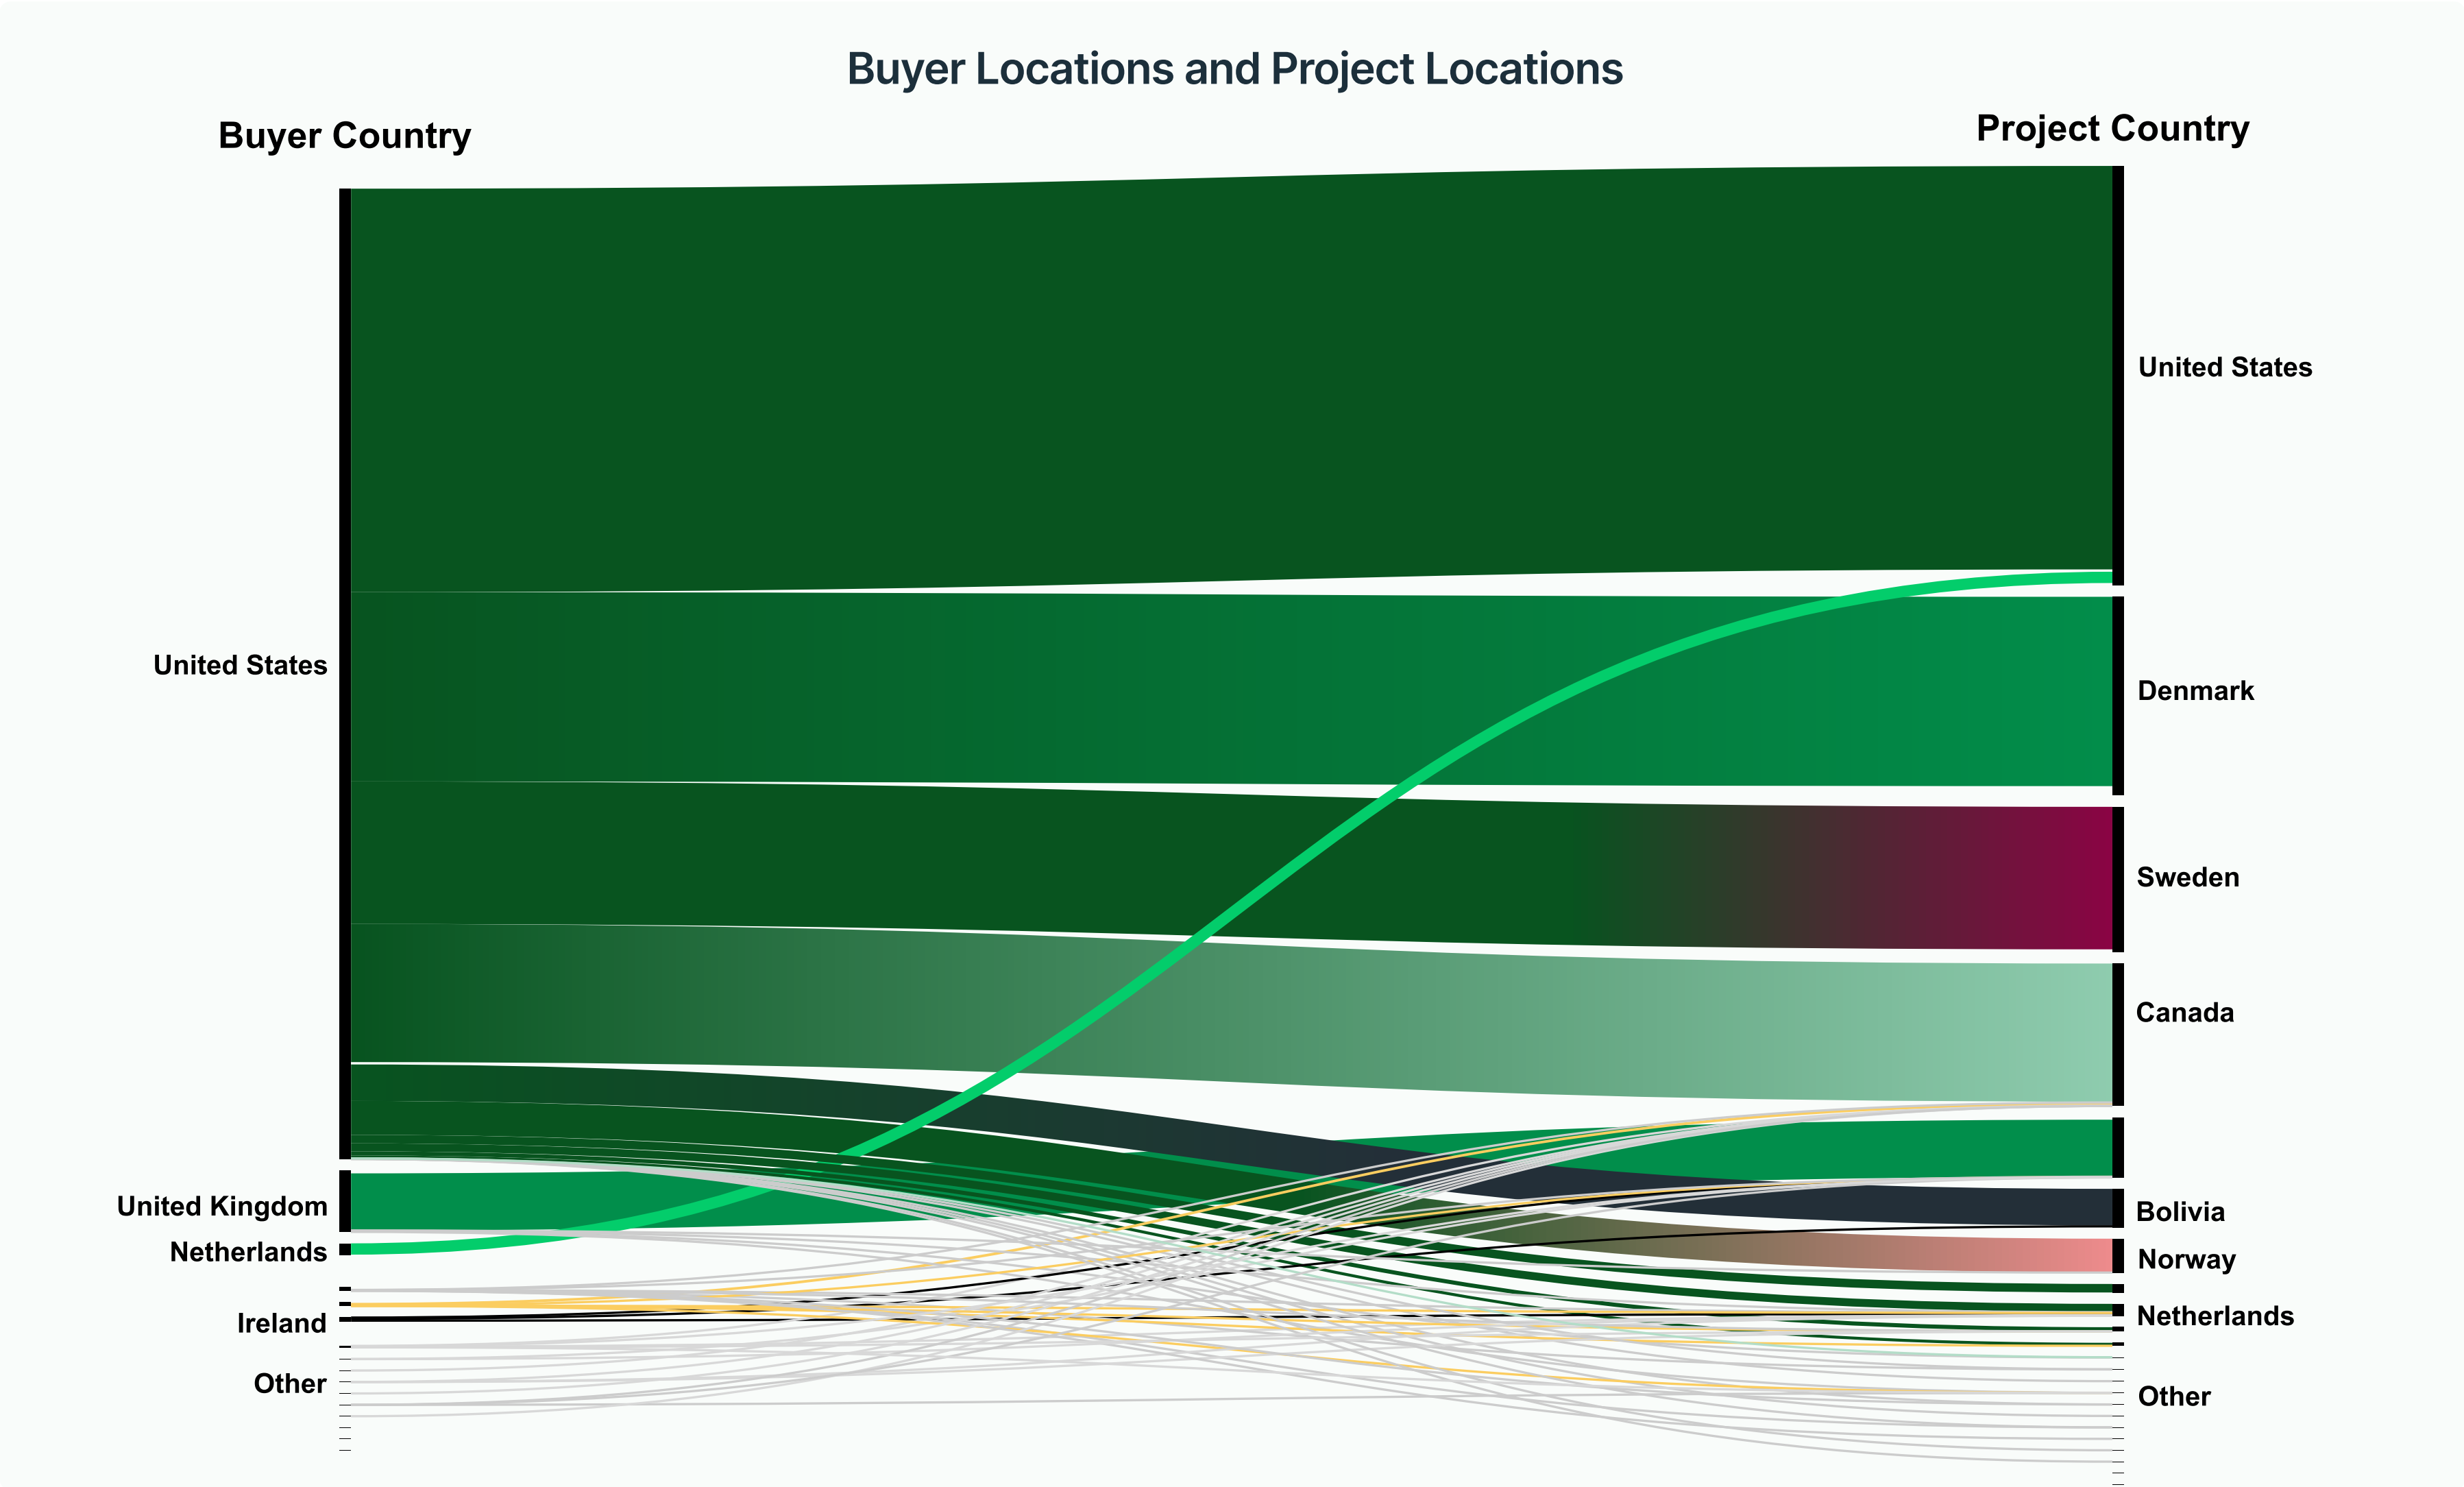 Buyer Locations and Project Locations
Buyer Country
Project Country
United States
United Kingdom
Netherlands
Ireland
Other
United States
Denmark
Sweden
Canada
Bolivia
Norway
Netherlands
Other